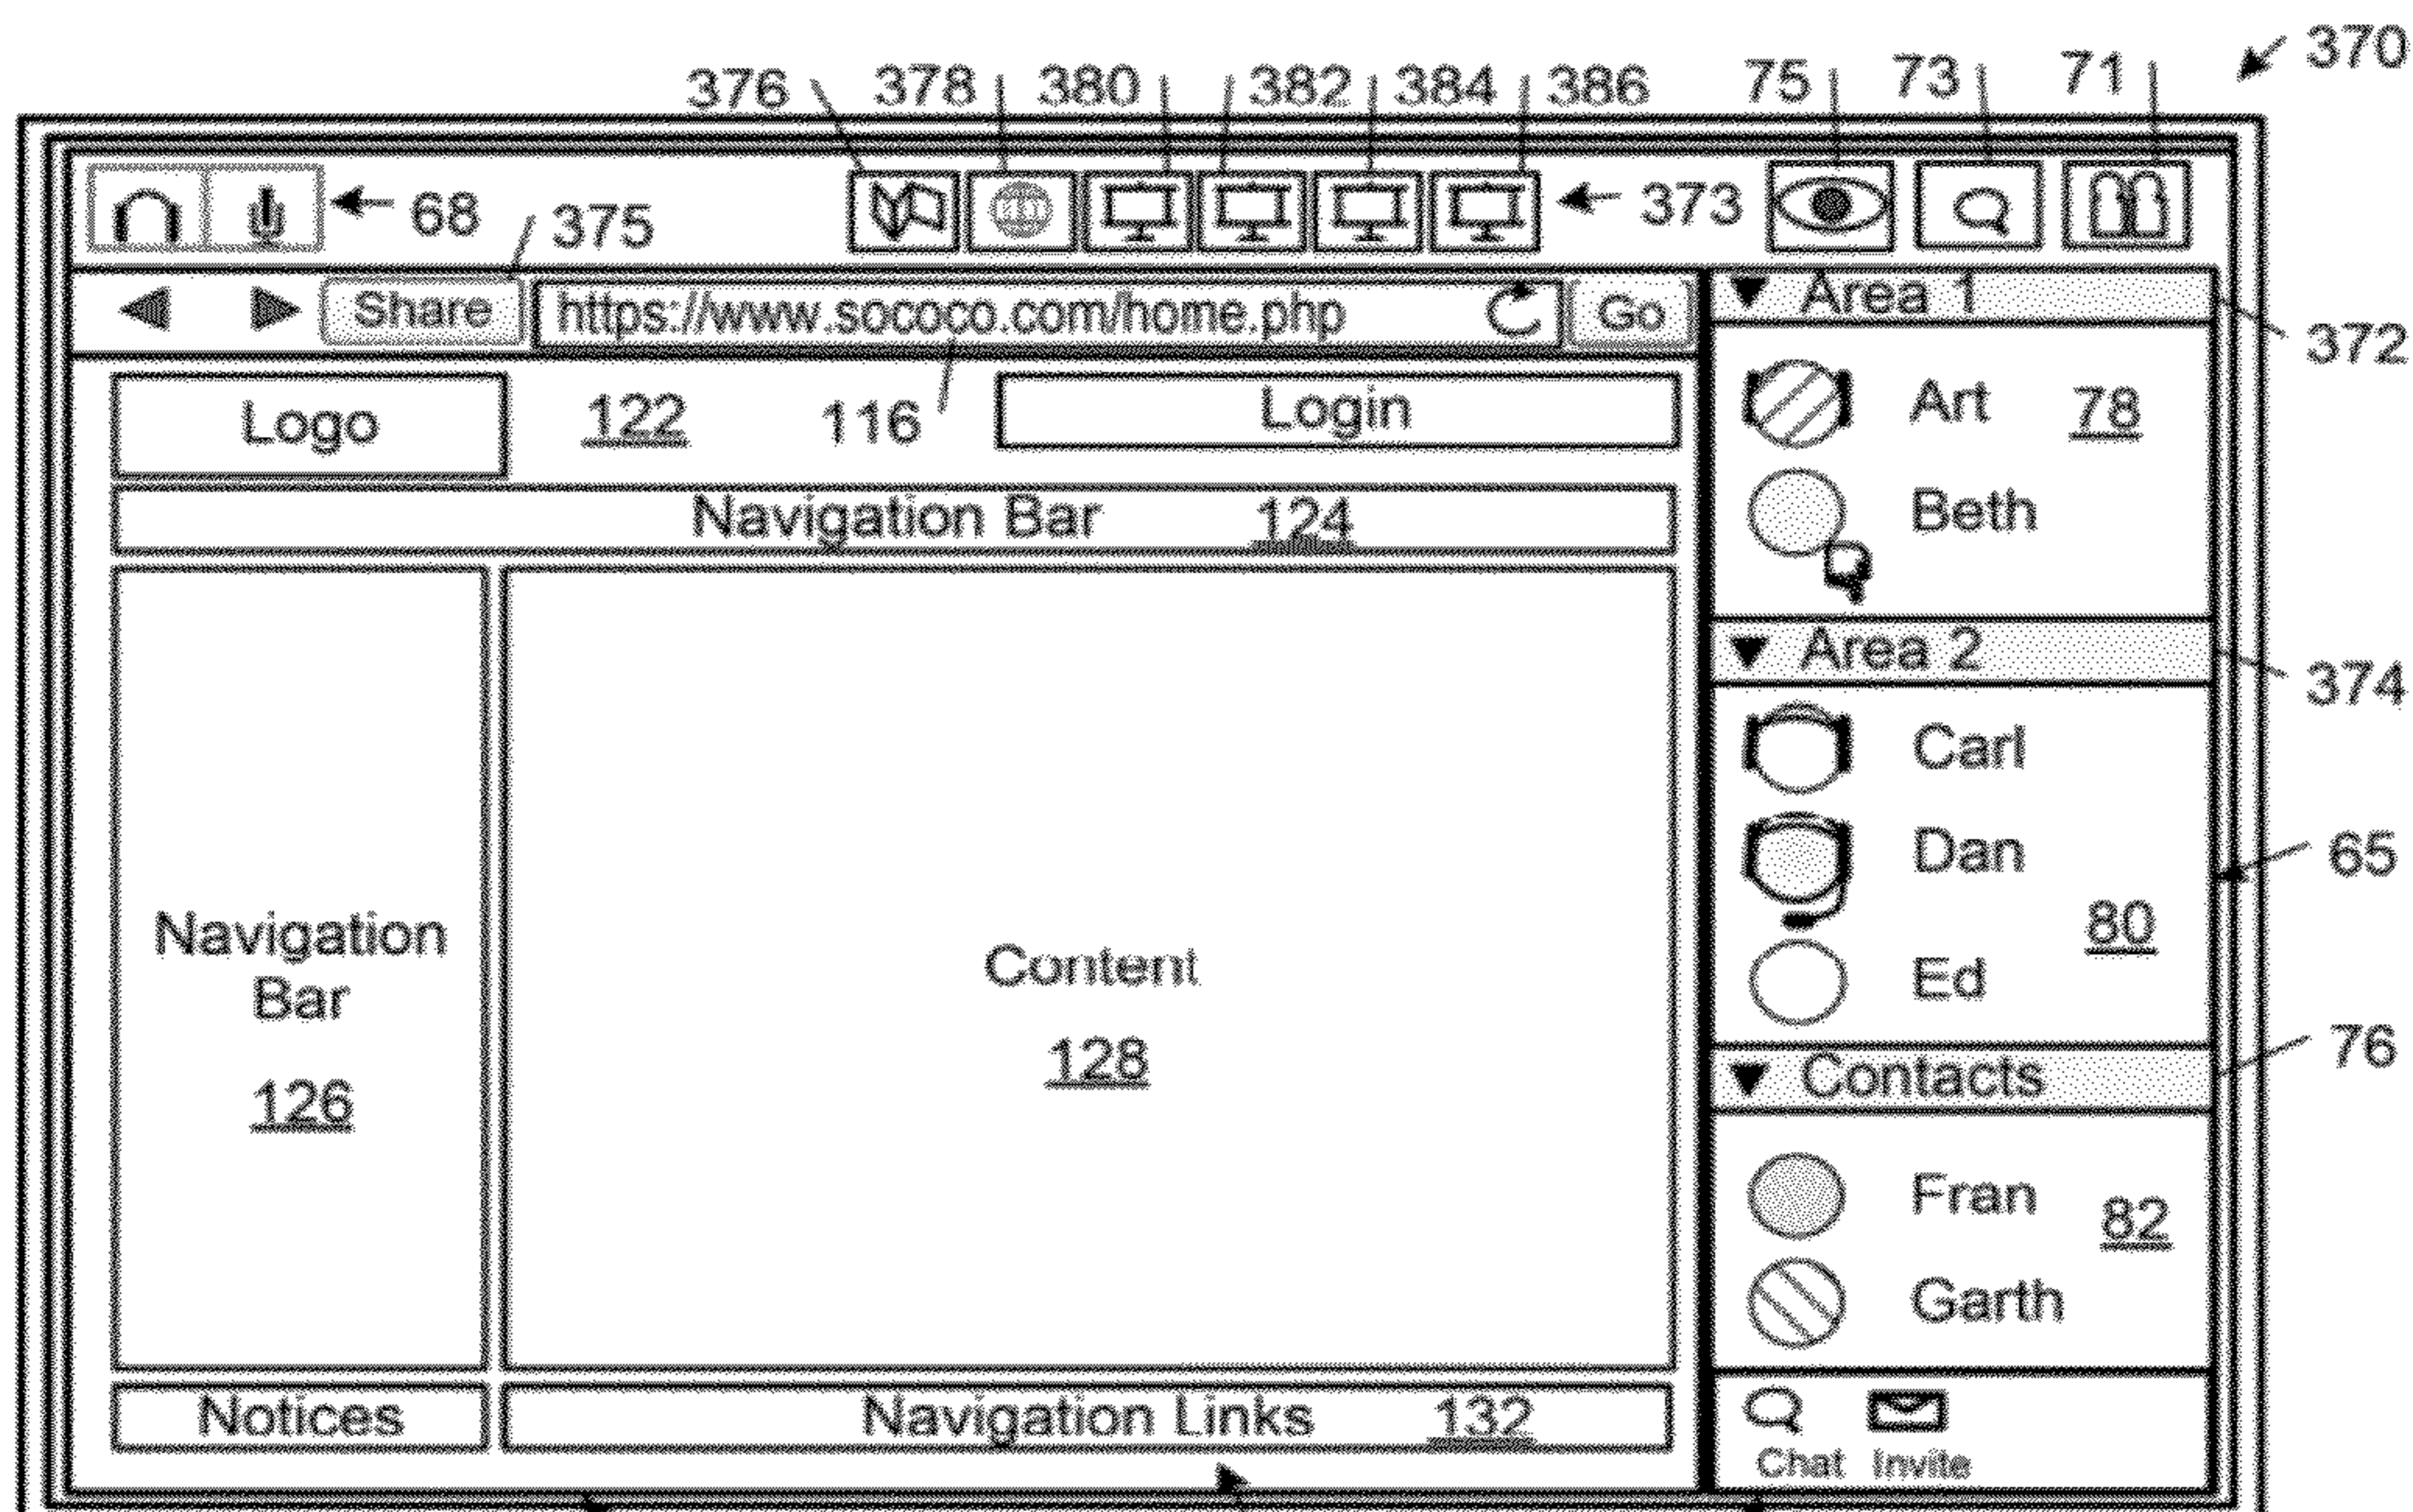 370
376 378 380 382 384 386 75 73 71
68 375 373
Share https://www.sococo.com/home.php Go
Area 1
372
Logo 122 116 Login
Art 78
Navigation Bar 124
Beth
Area 2
374
Carl
Dan
65
Navigation
Bar
126
Content
128
80
Ed
76
Contacts
Fran
82
Garth
Notices Navigation Links 132
Chat Invite